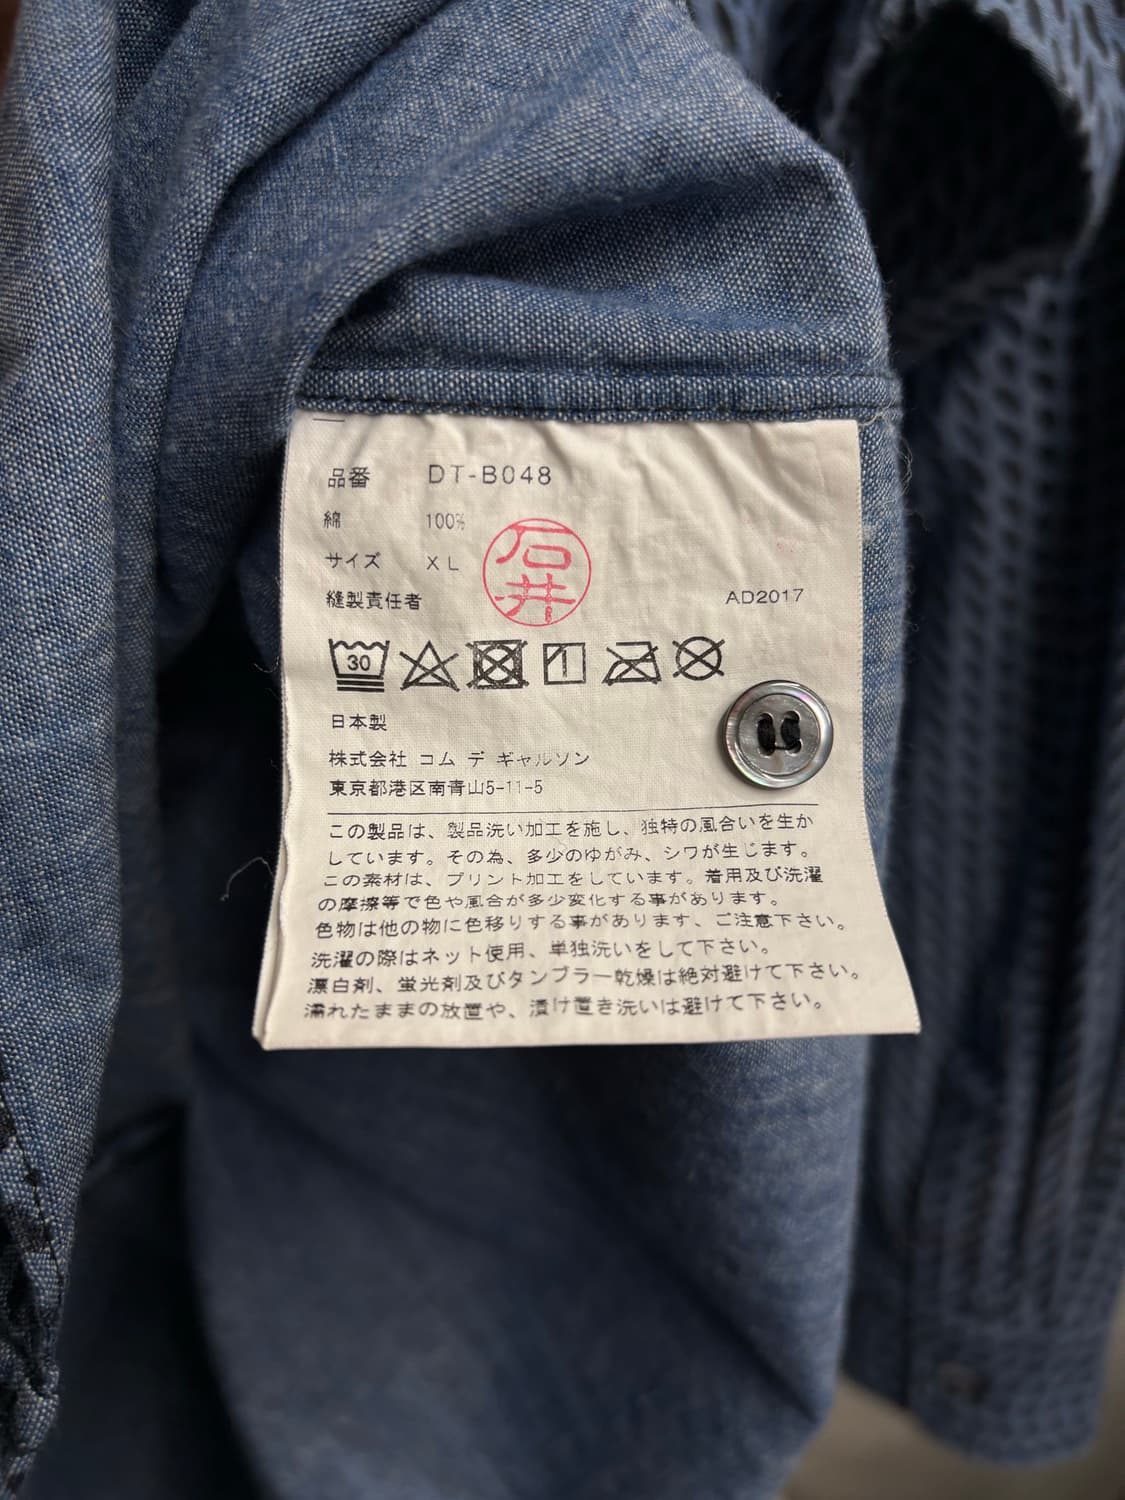 品番 DT-B048
綿 100%
サイズ XL
縫製責任者 石井 AD2017
30
日本製
株式会社 コム デ ギャルソン
東京都港区南青山5-11-5
この製品は、製品洗い加工を施し、独特の風合いを生か
しています。その為、多少のゆがみ、シワが生じます。
この素材は、プリント加工をしています。着用及び洗濯
の摩擦等で色や風合が多少変化する事があります。
色物は他の物に色移りする事があります、ご注意下さい。
洗濯の際はネット使用、単独洗いをして下さい。
漂白剤、蛍光剤及びタンブラー乾燥は絶対避けて下さい。
濡れたままの放置や、漬け置き洗いは避けて下さい。